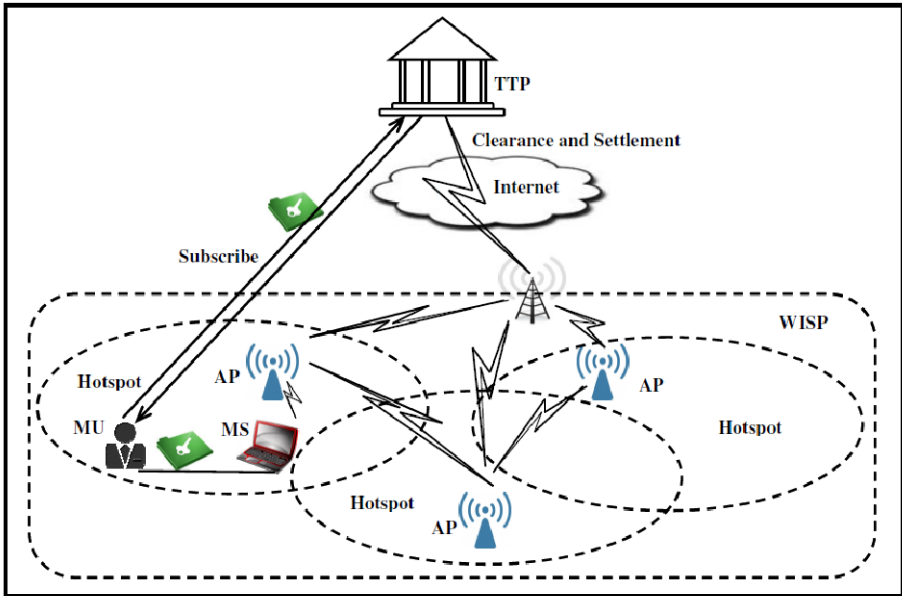 TTP
Clearance and Settlement
Internet
Subscribe
WISP
AP
Hotspot
AP
MU
MS
Hotspot
Hotspot
AP